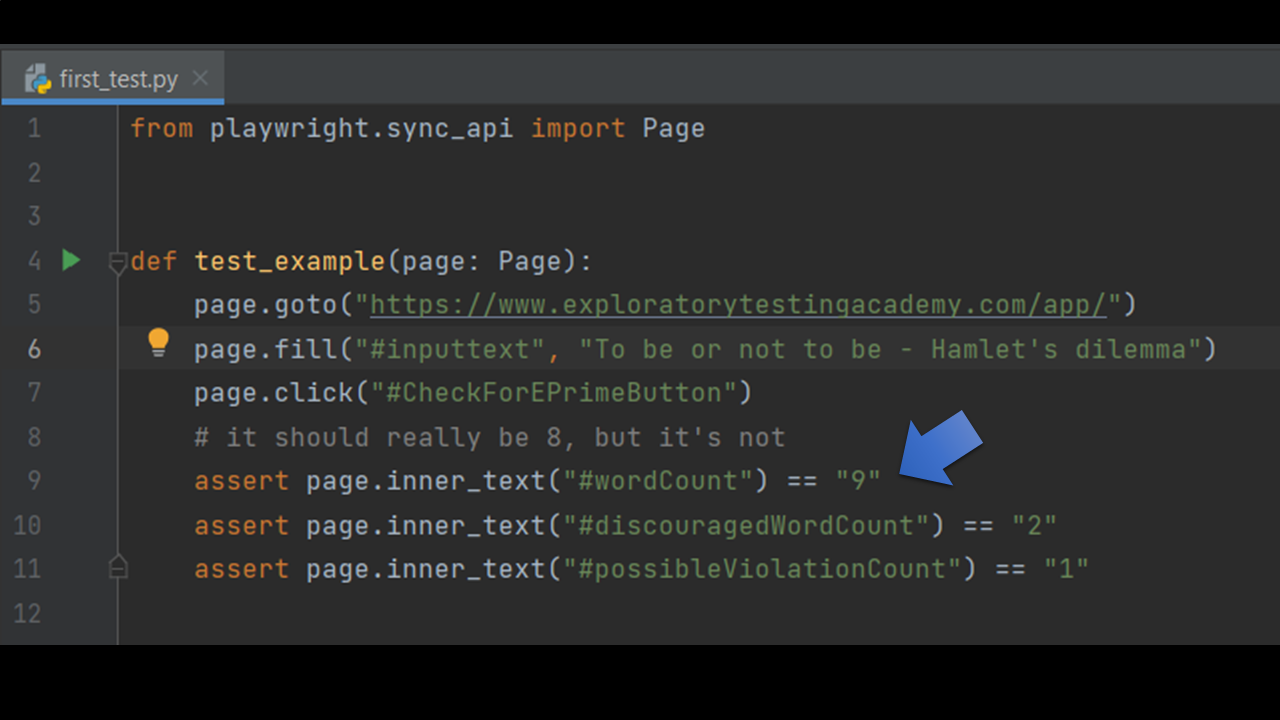 first_test.py
1 from playwright.sync_api import Page
2
3
4 def test_example(page: Page):
5 page.goto("https://www.exploratorytestingacademy.com/app/")
6 page.fill("#inputtext", "To be or not to be - Hamlet's dilemma")
7 page.click("#CheckForEPrimeButton")
8 # it should really be 8, but it's not
9 assert page.inner_text("#wordCount") == "9"
10 assert page.inner_text("#discouragedWordCount") == "2"
11 assert page.inner_text("#possibleViolationCount") == "1"
12